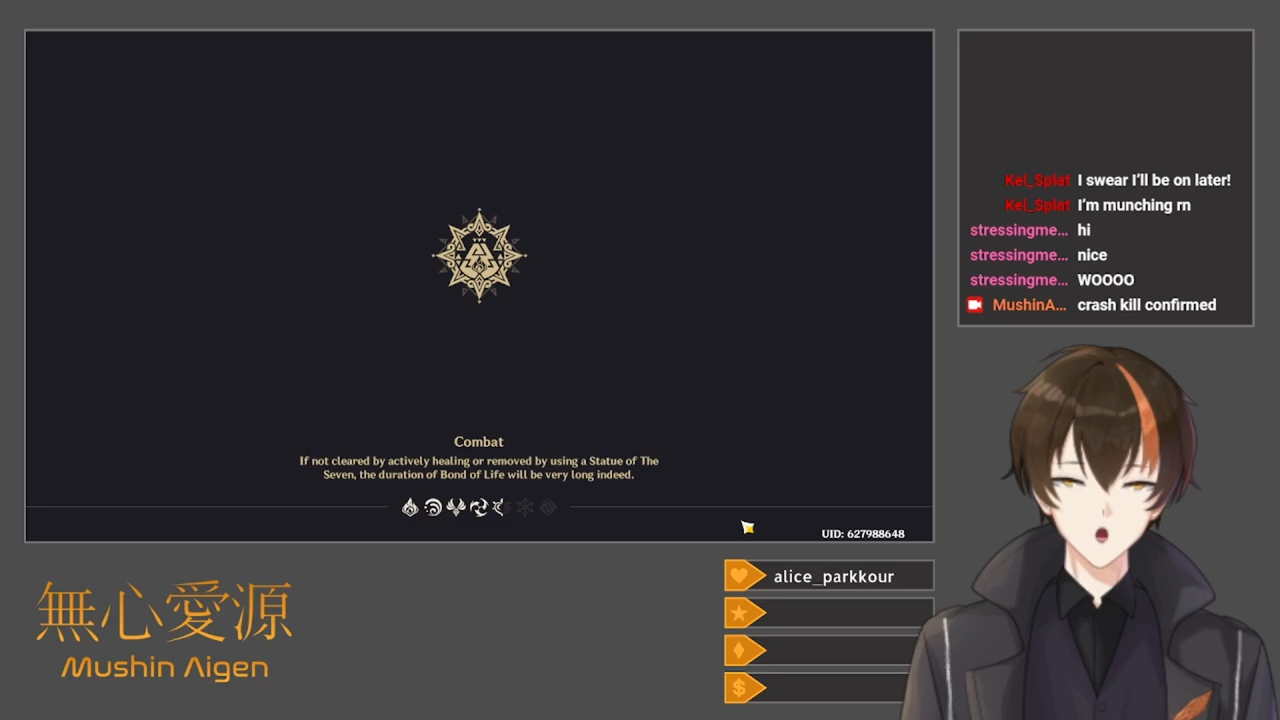 Kel_Splat I swear I'll be on later!
Kel_Splat I'm munching rn
stressingme... hi
stressingme... nice
stressingme... WOOOO
MushinA... crash kill confirmed
Combat
If not cleared by actively healing or removed by using a Statue of The
Seven, the duration of Bond of Life will be very long indeed.
UID: 627988648
alice_parkkour
無心愛源
Mushin Aigen